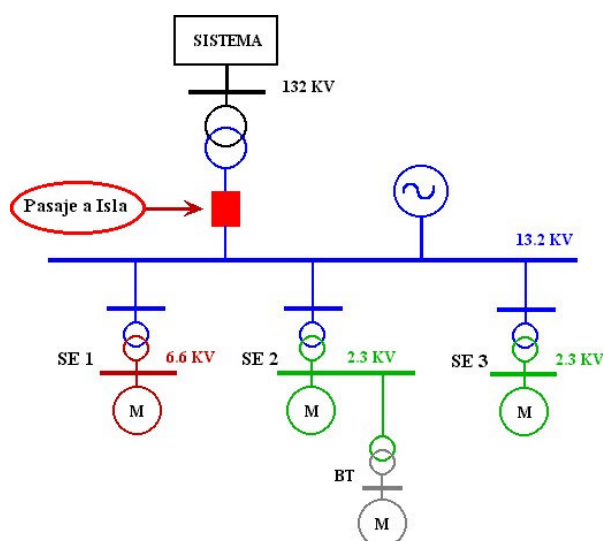 SISTEMA
132 KV
Pasaje a Isla
13.2 KV
SE 1
6.6 KV
SE 2
2.3 KV
SE 3
2.3 KV
M
M
M
BT
M